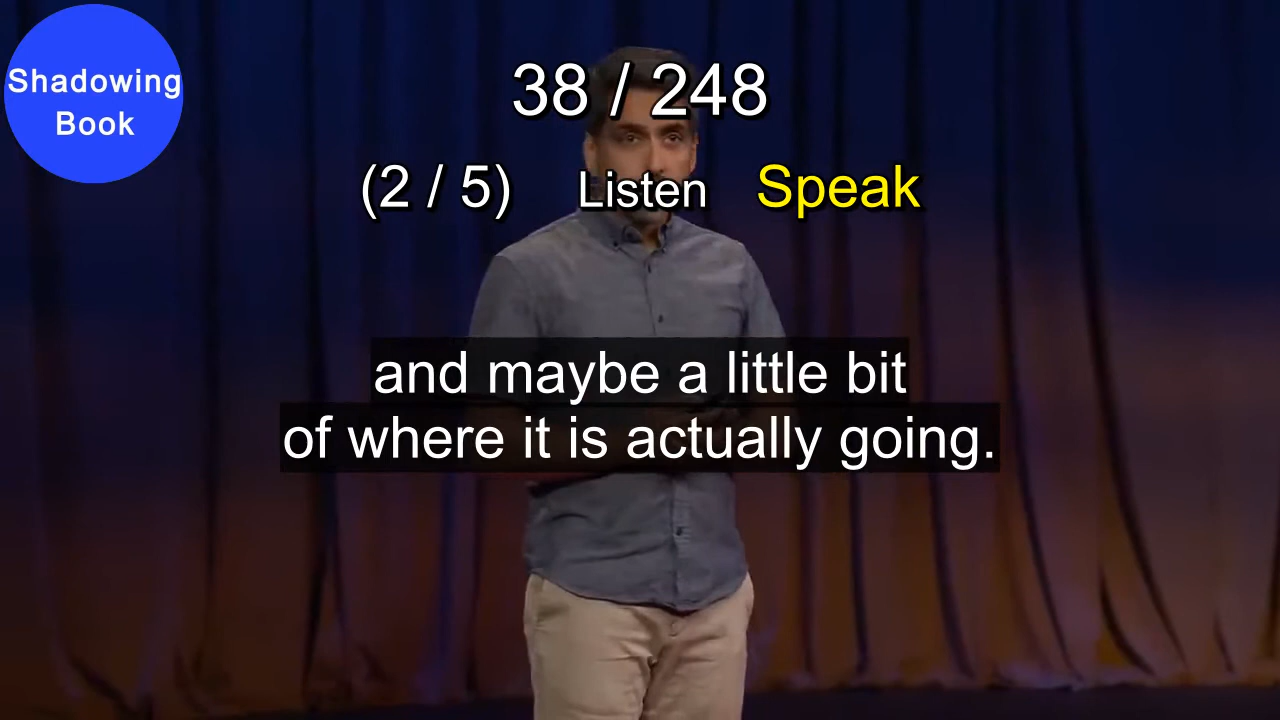 Shadowing
Book
38 / 248
(2 / 5) Listen Speak
and maybe a little bit
of where it is actually going.